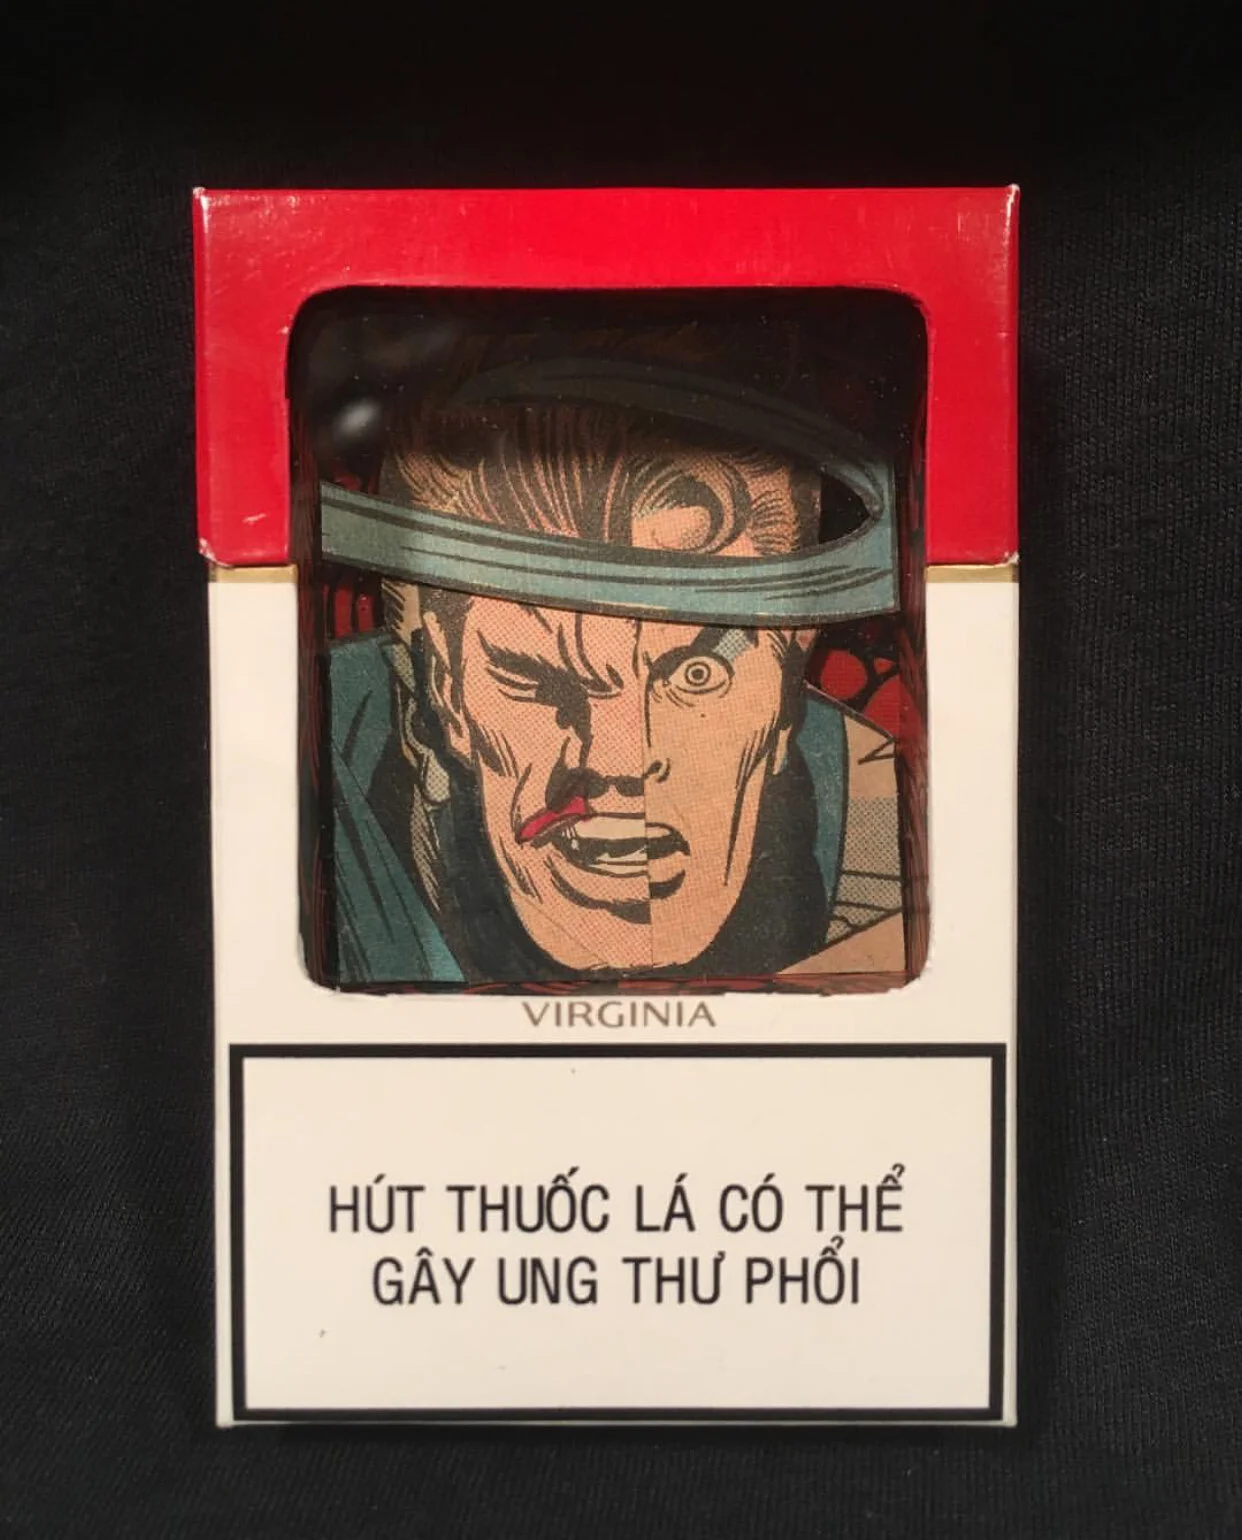 VIRGINIA
HÚT THUỐC LÁ CÓ THỂ
GÂY UNG THƯ PHỔI